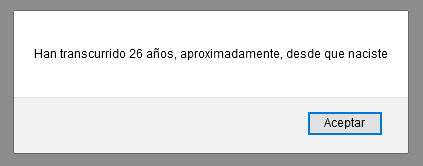 Han transcurrido 26 años, aproximadamente, desde que naciste
Aceptar